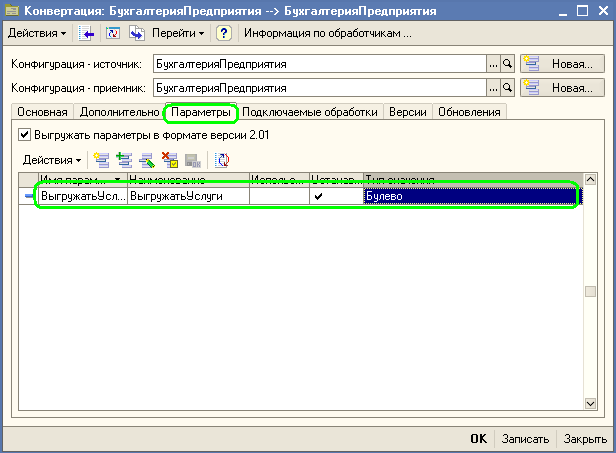 Конвертация: БухгалтерияПредприятия --> БухгалтерияПредприятия
Действия Перейти ? Информация по обработчикам ...
Конфигурация - источник: БухгалтерияПредприятия ... Новая...
Конфигурация - приемник: БухгалтерияПредприятия ... Новая...
Основная Дополнительно Параметры Подключаемые обработки Версии Обновления
Выгружать параметры в формате версии 2.01
Действия
Имя парам... Наименование Исполье... Установ... Тип значения
ВыгружатьУсл... ВыгружатьУслуги Булево
OK Записать Закрыть